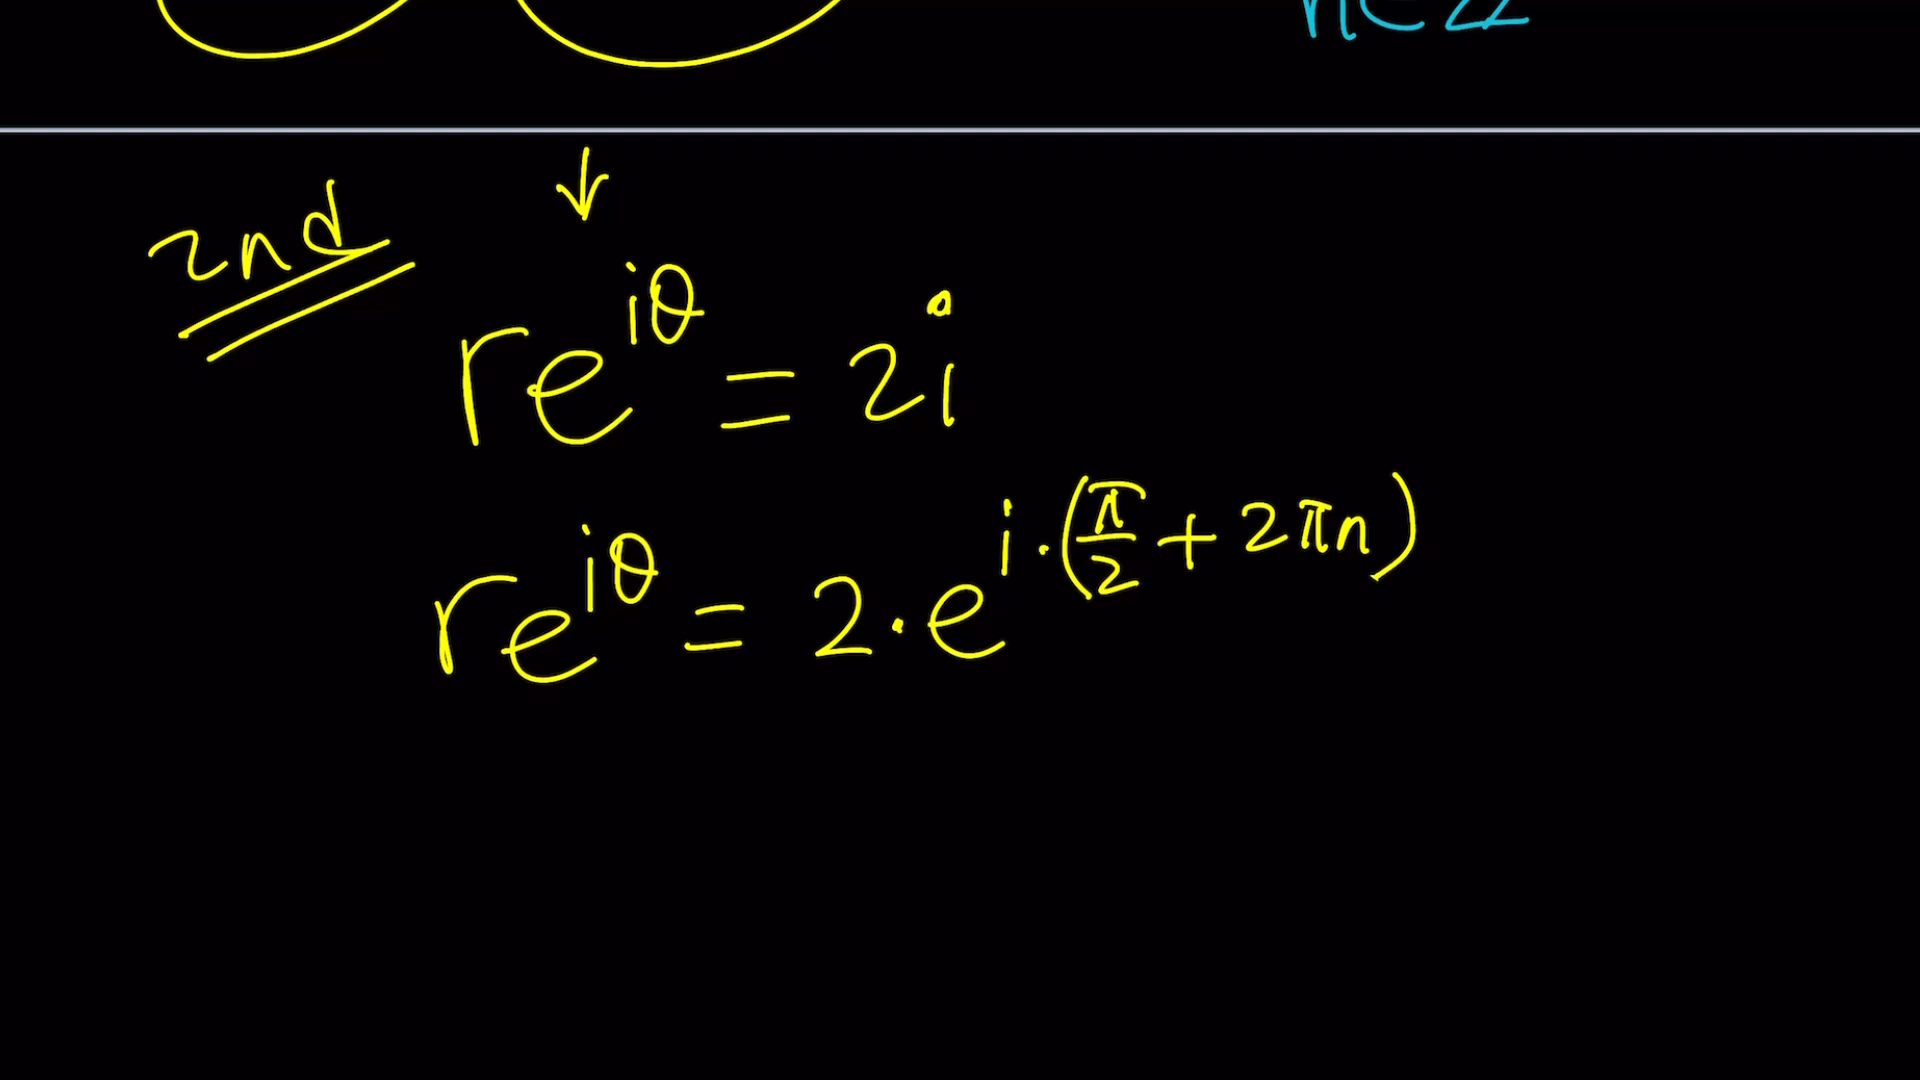 n∈ℤ
2nd
re^{iθ} = 2i
re^{iθ} = 2·e^{i·(π/2 + 2πn)}